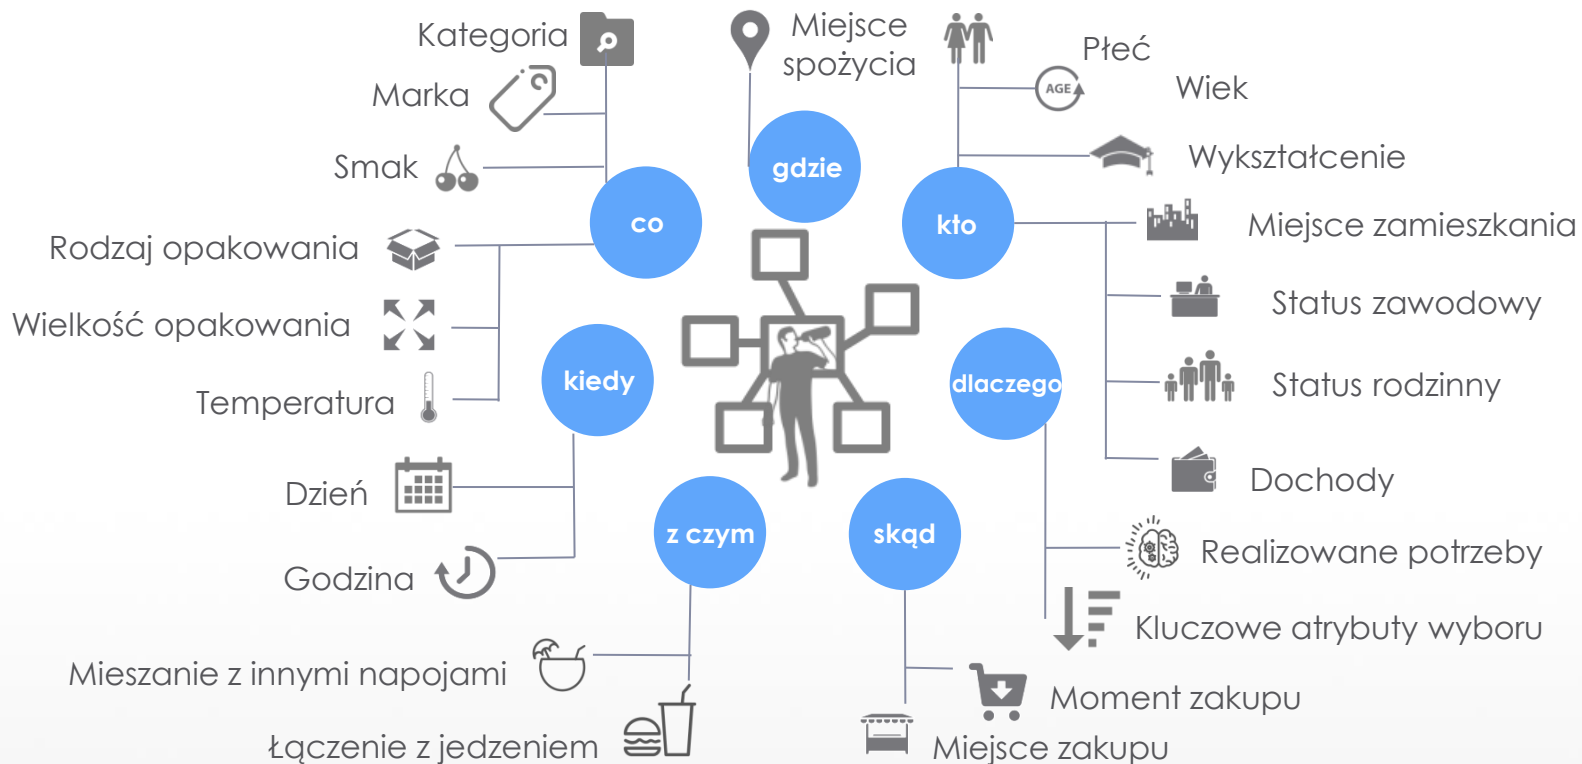 Kategoria
Marka
Smak
Rodzaj opakowania
Wielkość opakowania
Temperatura
co
Miejsce
spożycia
gdzie
Płeć
AGE
Wiek
Wykształcenie
Miejsce zamieszkania
Status zawodowy
Status rodzinny
Dochody
kto
kiedy
Dzień
Godzina
dlaczego
Realizowane potrzeby
Kluczowe atrybuty wyboru
z czym
Mieszanie z innymi napojami
Łączenie z jedzeniem
skąd
Moment zakupu
Miejsce zakupu